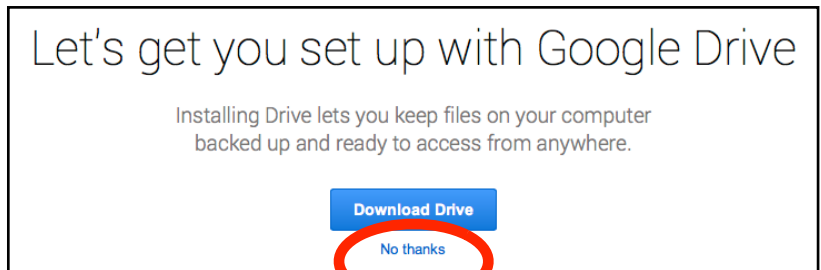 Let's get you set up with Google Drive
Installing Drive lets you keep files on your computer
backed up and ready to access from anywhere.
Download Drive
No thanks